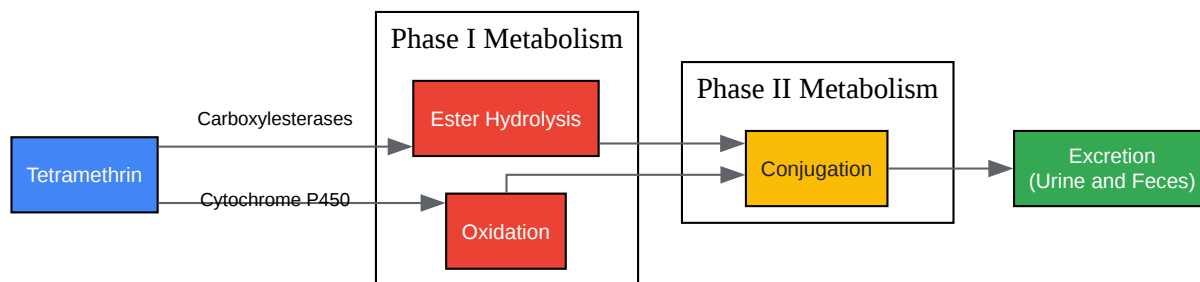 Phase I Metabolism
Phase II Metabolism
Carboxylesterases
Ester Hydrolysis
Tetramethrin
Conjugation
Excretion
(Urine and Feces)
Cytochrome P450
Oxidation